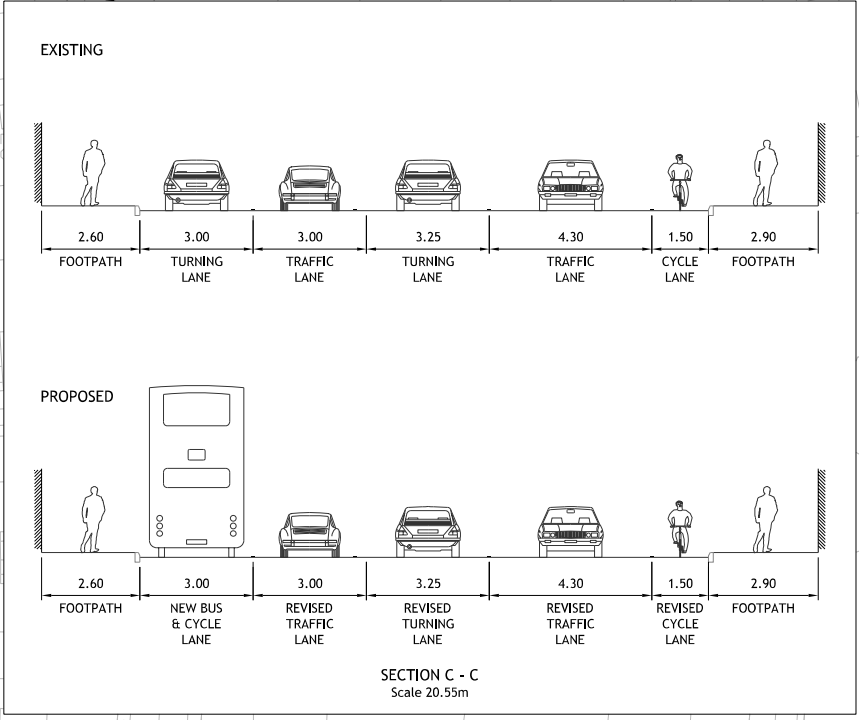 EXISTING
2.60 3.00 3.00 3.25 4.30 1.50 2.90
FOOTPATH TURNING TRAFFIC TURNING TRAFFIC CYCLE FOOTPATH
LANE LANE LANE LANE LANE
PROPOSED
2.60 3.00 3.00 3.25 4.30 1.50 2.90
FOOTPATH NEW BUS REVISED REVISED REVISED REVISED FOOTPATH
& CYCLE TRAFFIC TURNING TRAFFIC CYCLE
LANE LANE LANE LANE LANE
SECTION C - C
Scale 20.55m